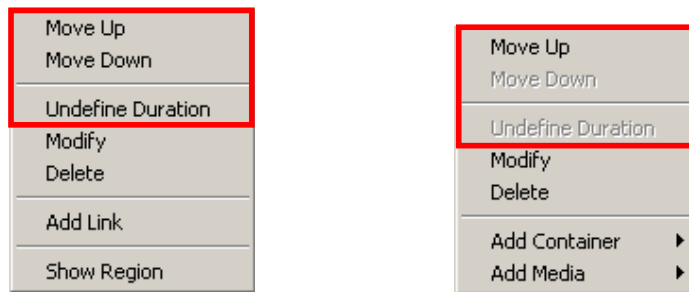 Move Up
Move Down
Undefine Duration
Modify
Delete
Add Link
Show Region
Move Up
Move Down
Undefine Duration
Modify
Delete
Add Container
Add Media